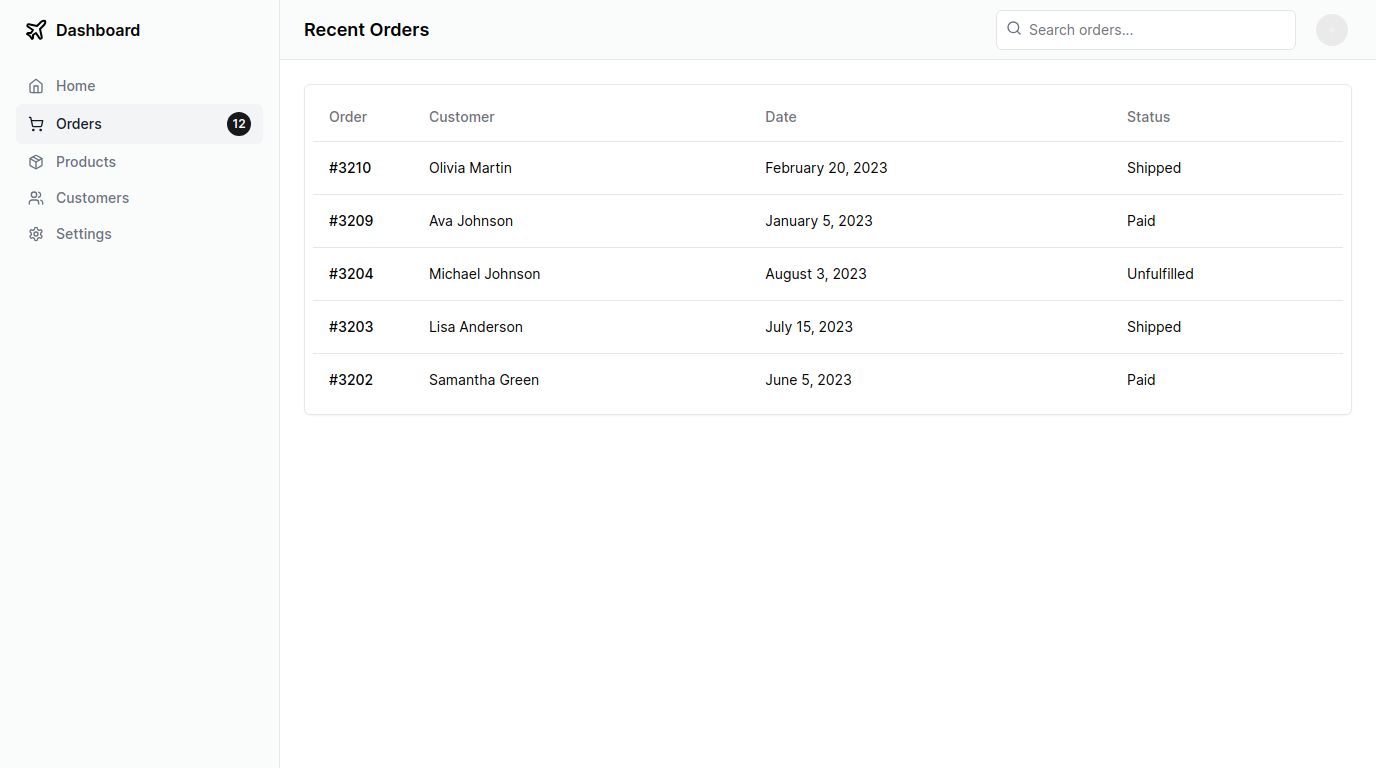 Dashboard
Home
Orders 12
Products
Customers
Settings
Recent Orders
Search orders...
Order Customer Date Status
#3210 Olivia Martin February 20, 2023 Shipped
#3209 Ava Johnson January 5, 2023 Paid
#3204 Michael Johnson August 3, 2023 Unfulfilled
#3203 Lisa Anderson July 15, 2023 Shipped
#3202 Samantha Green June 5, 2023 Paid